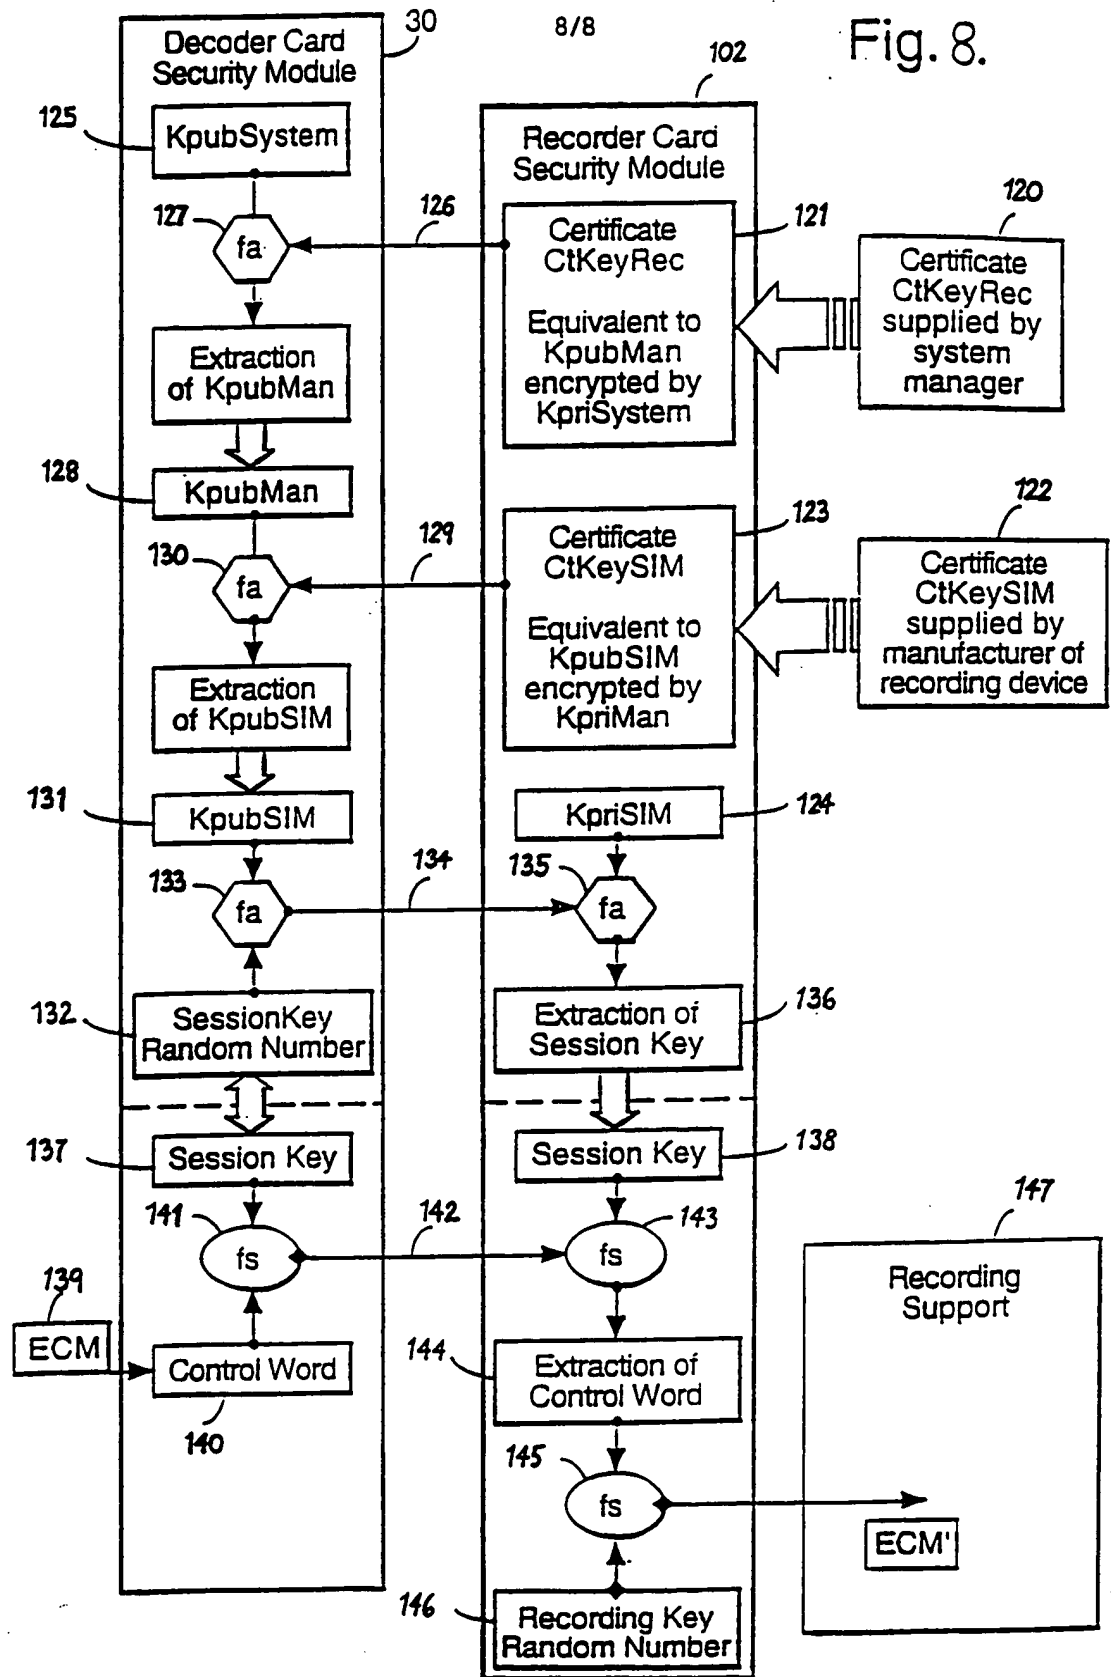 8/8
Fig. 8.
30
Decoder Card
Security Module
125
KpubSystem
127
fa
126
Extraction
of KpubMan
128
KpubMan
130
fa
129
Extraction
of KpubSIM
131
KpubSIM
133
fa
134
132
SessionKey
Random Number
137
Session Key
141
fs
142
139
ECM
Control Word
140
102
Recorder Card
Security Module
121
Certificate
CtKeyRec
Equivalent to
KpubMan
encrypted by
KpriSystem
120
Certificate
CtKeyRec
supplied by
system
manager
123
Certificate
CtKeySIM
Equivalent to
KpubSIM
encrypted by
KpriMan
122
Certificate
CtKeySIM
supplied by
manufacturer of
recording device
KpriSIM
124
135
fa
Extraction of
Session Key
136
Session Key
138
fs
143
144
Extraction of
Control Word
145
fs
146
Recording Key
Random Number
147
Recording
Support
ECM'